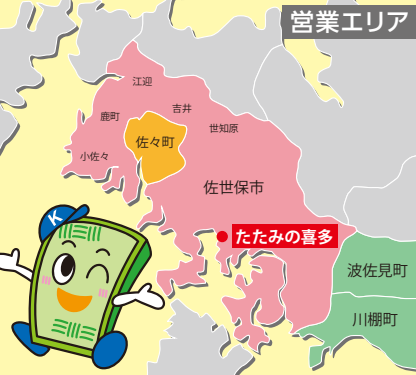 営業エリア
江迎
吉井
鹿町
世知原
佐々町
小佐々
佐世保市
K
たたみの喜多
波佐見町
川棚町